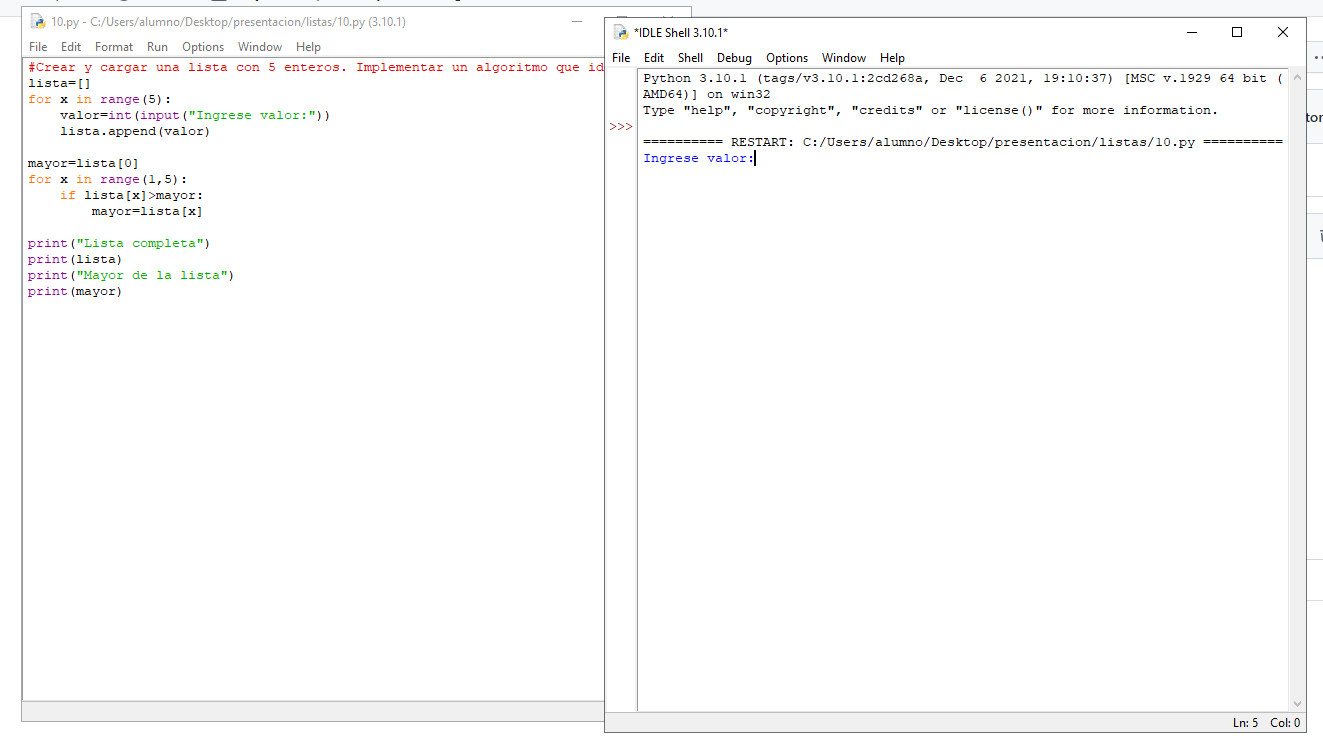 10.py - C:/Users/alumno/Desktop/presentacion/listas/10.py (3.10.1)
File Edit Format Run Options Window Help
#Crear y cargar una lista con 5 enteros. Implementar un algoritmo que id
lista=[]
for x in range(5):
    valor=int(input("Ingrese valor:"))
    lista.append(valor)
mayor=lista[0]
for x in range(1,5):
    if lista[x]>mayor:
        mayor=lista[x]
print("Lista completa")
print(lista)
print("Mayor de la lista")
print(mayor)
*IDLE Shell 3.10.1*
File Edit Shell Debug Options Window Help
Python 3.10.1 (tags/v3.10.1:2cd268a, Dec  6 2021, 19:10:37) [MSC v.1929 64 bit (
AMD64)] on win32
Type "help", "copyright", "credits" or "license()" for more information.
>>>
========== RESTART: C:/Users/alumno/Desktop/presentacion/listas/10.py ==========
Ingrese valor:
Ln: 5 Col: 0
tor